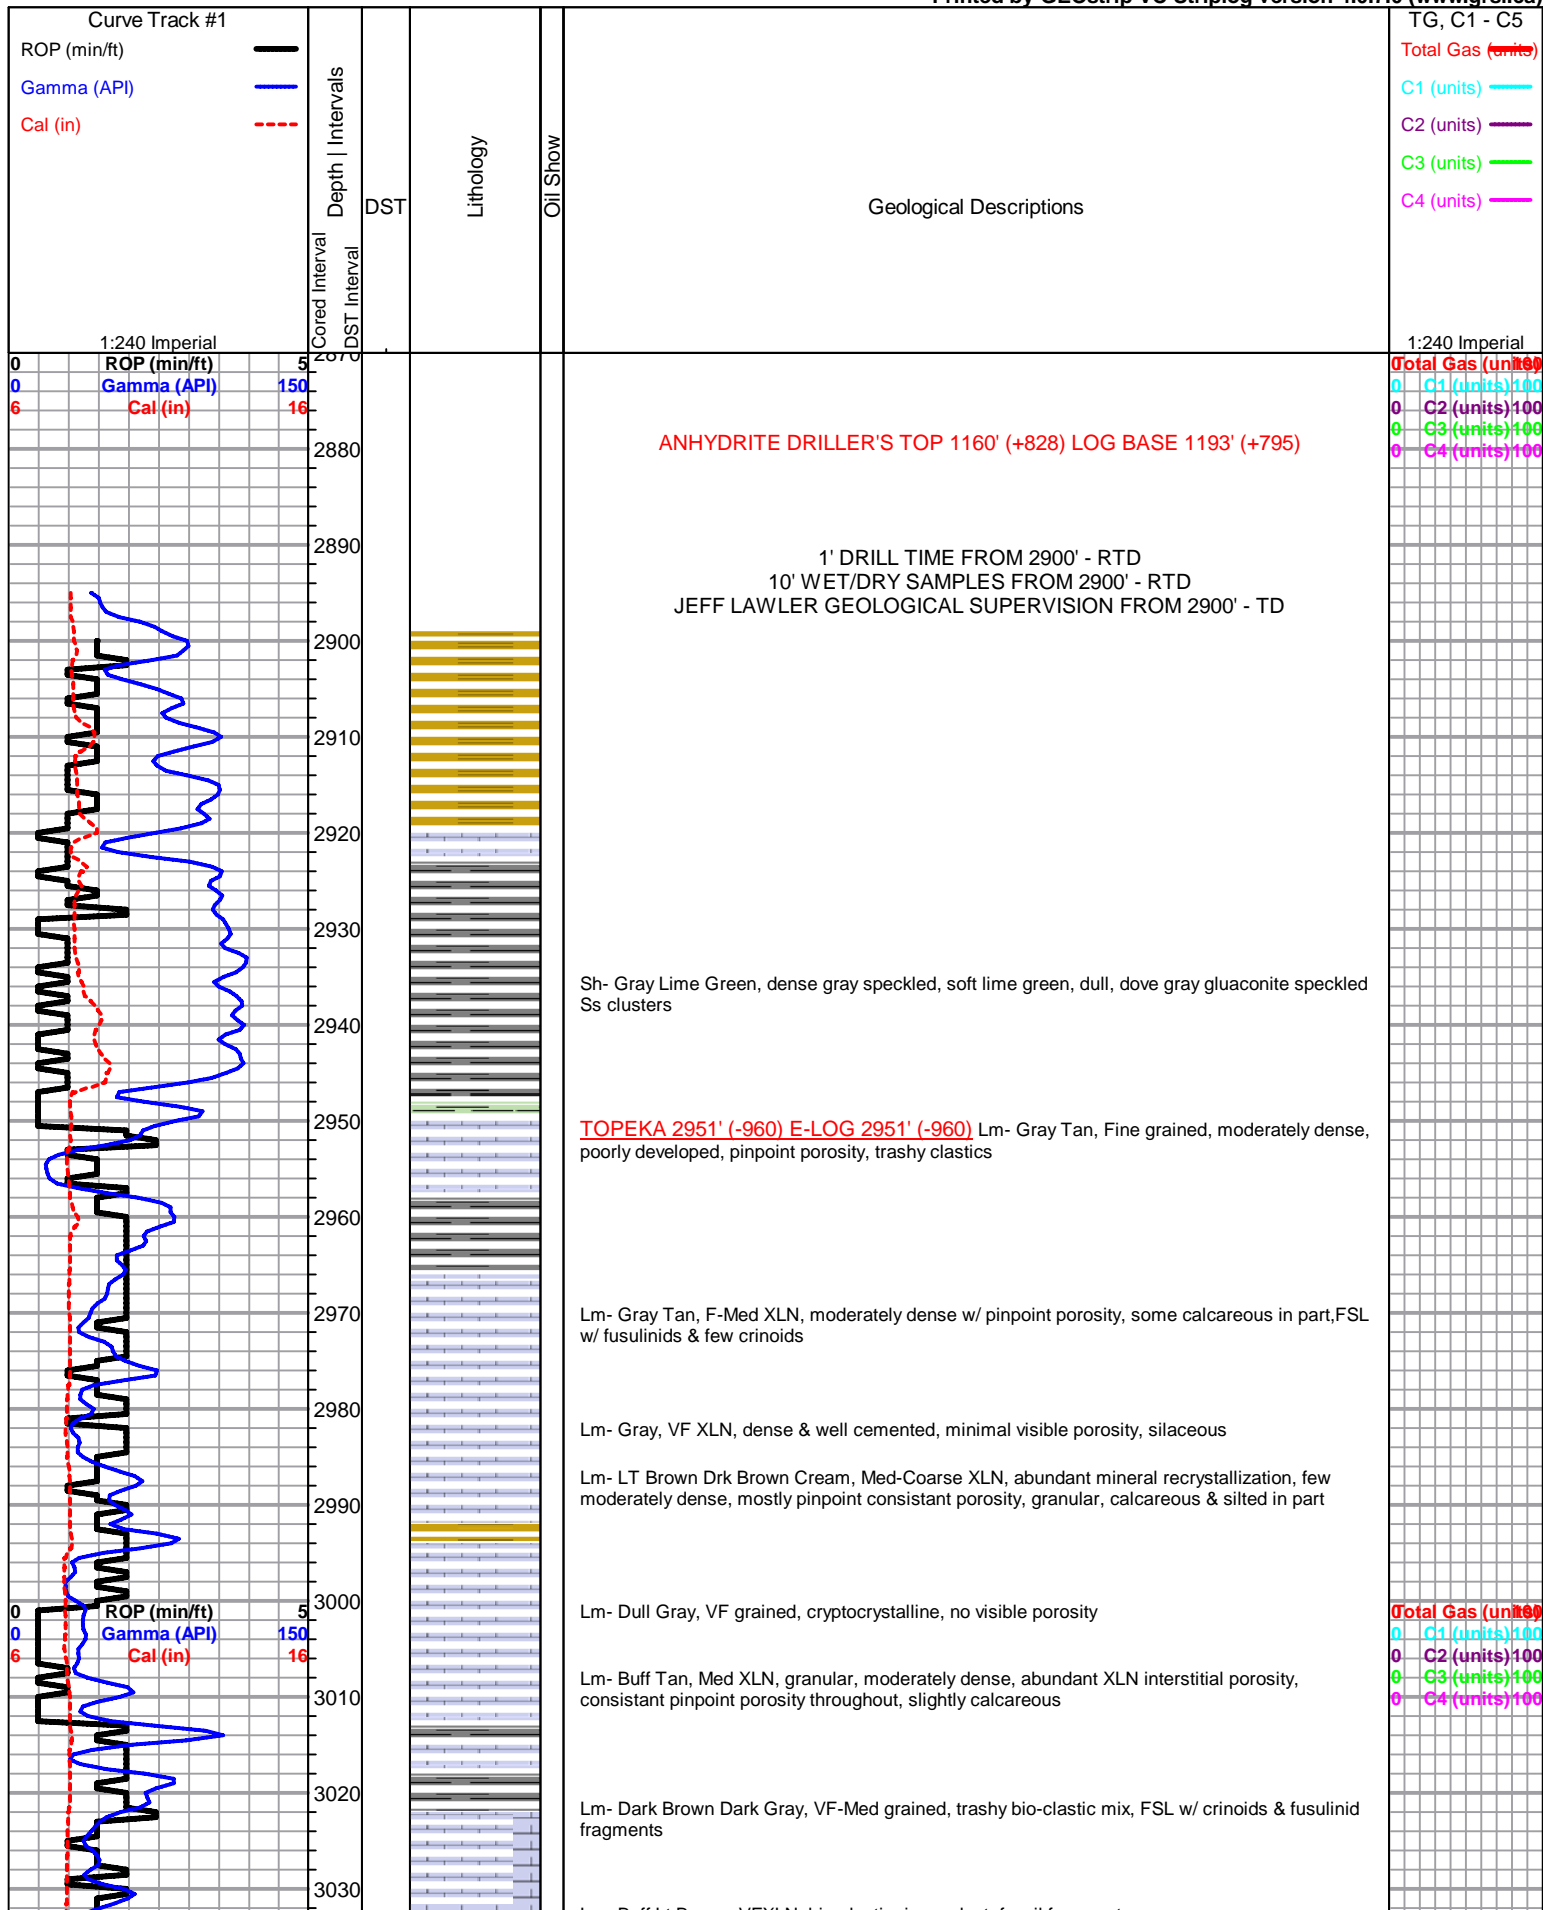 Curve Track #1
ROP (min/ft)
Gamma (API)
Cal (in)
1:240 Imperial
Cored Interval
Depth | Intervals
DST Interval
DST
Lithology
Oil Show
Geological Descriptions
TG, C1 - C5
Total Gas (units)
C1 (units)
C2 (units)
C3 (units)
C4 (units)
1:240 Imperial
0 ROP (min/ft) 5
0 Gamma (API) 150
6 Cal (in) 16
2870
0 Total Gas (units) 100
0 C1 (units) 100
0 C2 (units) 100
0 C3 (units) 100
0 C4 (units) 100
ANHYDRITE DRILLER'S TOP 1160' (+828) LOG BASE 1193' (+795)
2880
2890
1' DRILL TIME FROM 2900' - RTD
10' WET/DRY SAMPLES FROM 2900' - RTD
JEFF LAWLER GEOLOGICAL SUPERVISION FROM 2900' - TD
2900
2910
2920
2930
Sh- Gray Lime Green, dense gray speckled, soft lime green, dull, dove gray gluaconite speckled
Ss clusters
2940
2950
TOPEKA 2951' (-960) E-LOG 2951' (-960) Lm- Gray Tan, Fine grained, moderately dense,
poorly developed, pinpoint porosity, trashy clastics
2960
2970
Lm- Gray Tan, F-Med XLN, moderately dense w/ pinpoint porosity, some calcareous in part,FSL
w/ fusulinids & few crinoids
2980
Lm- Gray, VF XLN, dense & well cemented, minimal visible porosity, silaceous
Lm- LT Brown Drk Brown Cream, Med-Coarse XLN, abundant mineral recrystallization, few
moderately dense, mostly pinpoint consistant porosity, granular, calcareous & silted in part
2990
3000
0 ROP (min/ft) 5
0 Gamma (API) 150
6 Cal (in) 16
Lm- Dull Gray, VF grained, cryptocrystalline, no visible porosity
0 Total Gas (units) 100
0 C1 (units) 100
0 C2 (units) 100
0 C3 (units) 100
0 C4 (units) 100
Lm- Buff Tan, Med XLN, granular, moderately dense, abundant XLN interstitial porosity,
consistant pinpoint porosity throughout, slightly calcareous
3010
3020
Lm- Dark Brown Dark Gray, VF-Med grained, trashy bio-clastic mix, FSL w/ crinoids & fusulinid
fragments
3030